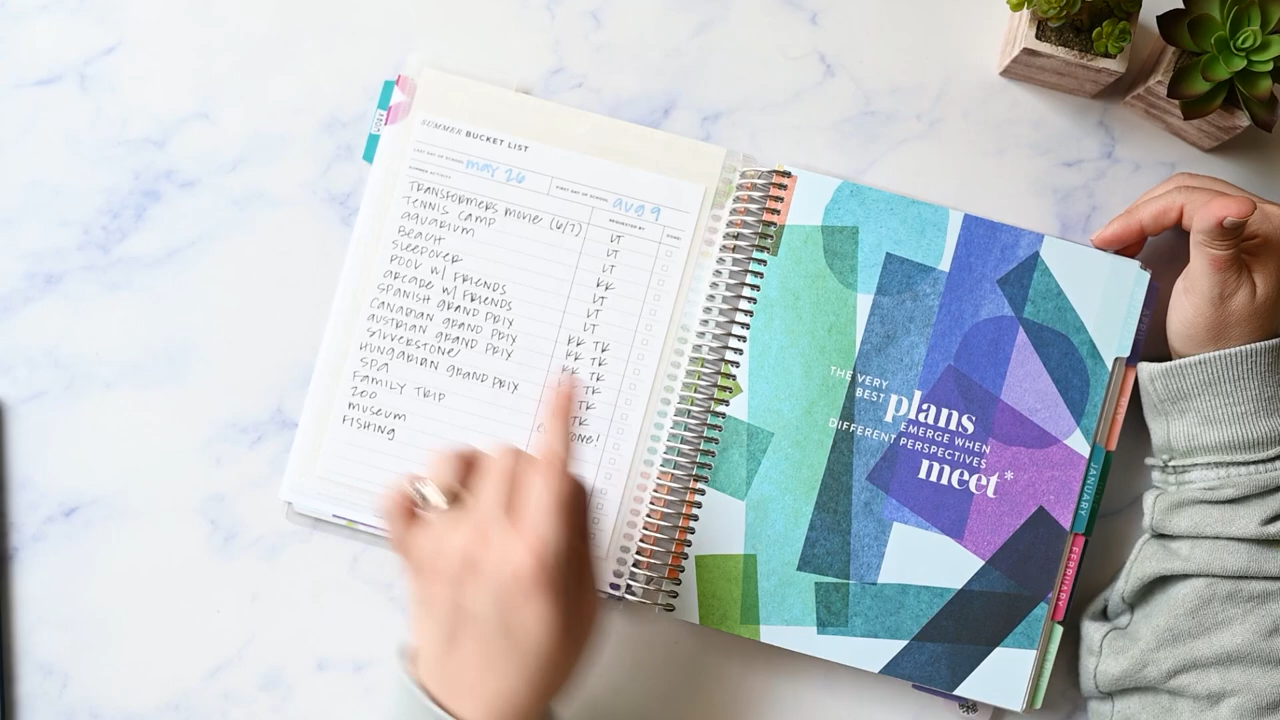 SUMMER BUCKET LIST
LAST DAY OF SCHOOL may 26 FIRST DAY OF SCHOOL aug 9
SUMMER ACTIVITY REQUESTED BY DONE!
TRANSFORMERS movie (6/7) LT
TENNIS CAMP LT
aquarium LT
BEACH KK
SLEEPOVER LT
POOL W/ FRIENDS LT
arcade W/ FRIENDS LT
SPANISH GRAND PRIX KK TK
CANADIAN GRAND PRIX KK TK
AUSTRIAN GRAND PRIX KK TK
SILVERSTONE TK
HUNGARIAN GRAND PRIX TK
SPA TK
FAMILY TRIP
ZOO
museum
FISHING
THE VERY
BEST plans
EMERGE WHEN
DIFFERENT PERSPECTIVES
meet*
APRIL
JANUARY
FEBRUARY